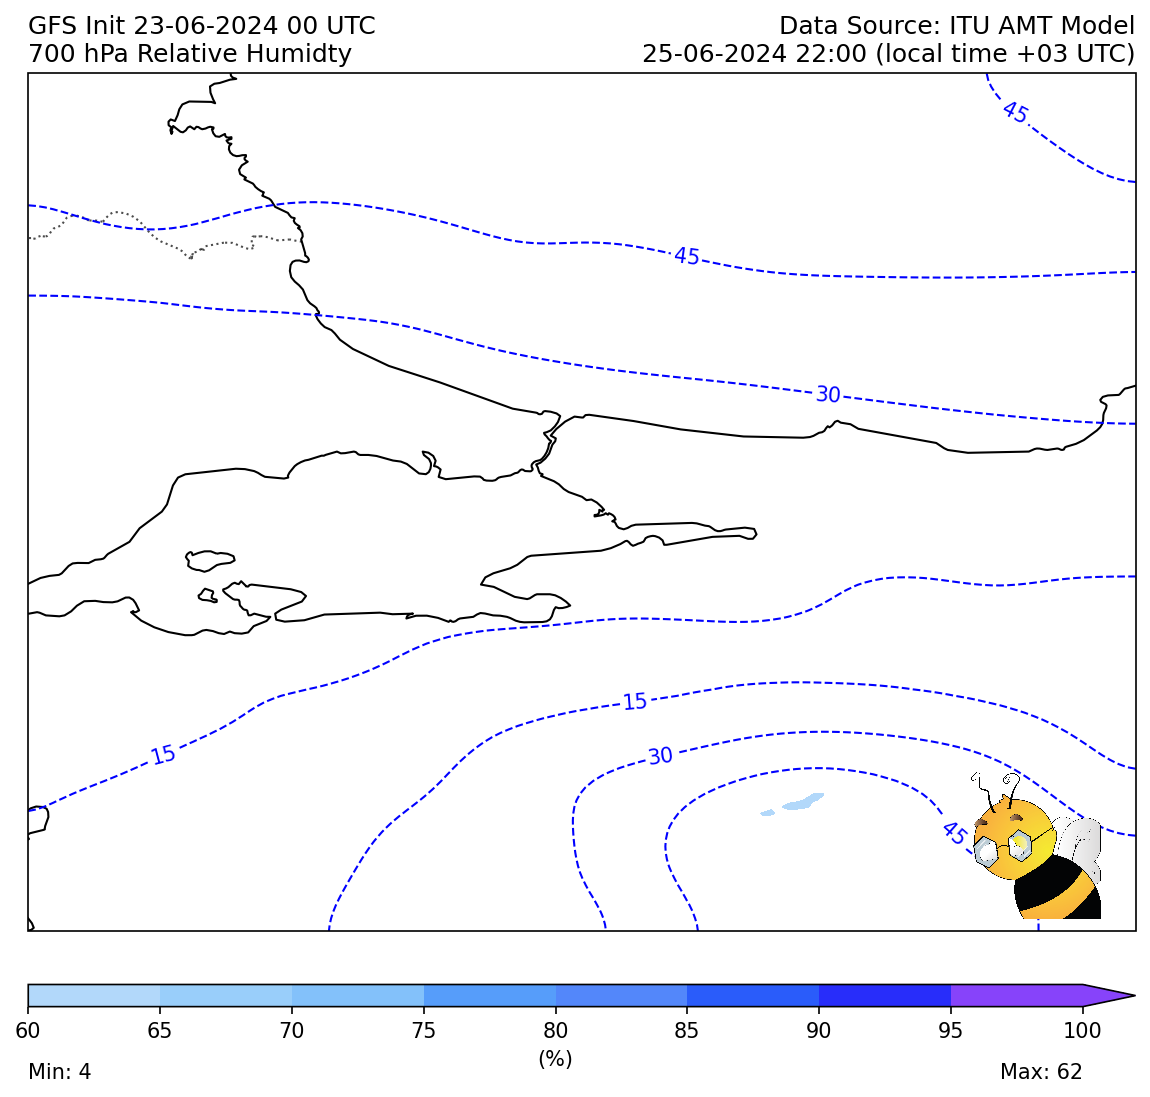 GFS Init 23-06-2024 00 UTC
Data Source: ITU AMT Model
700 hPa Relative Humidty
25-06-2024 22:00 (local time +03 UTC)
45
45
30
15
15
30
45
60 65 70 75 80 85 90 95 100
(%)
Min: 4
Max: 62